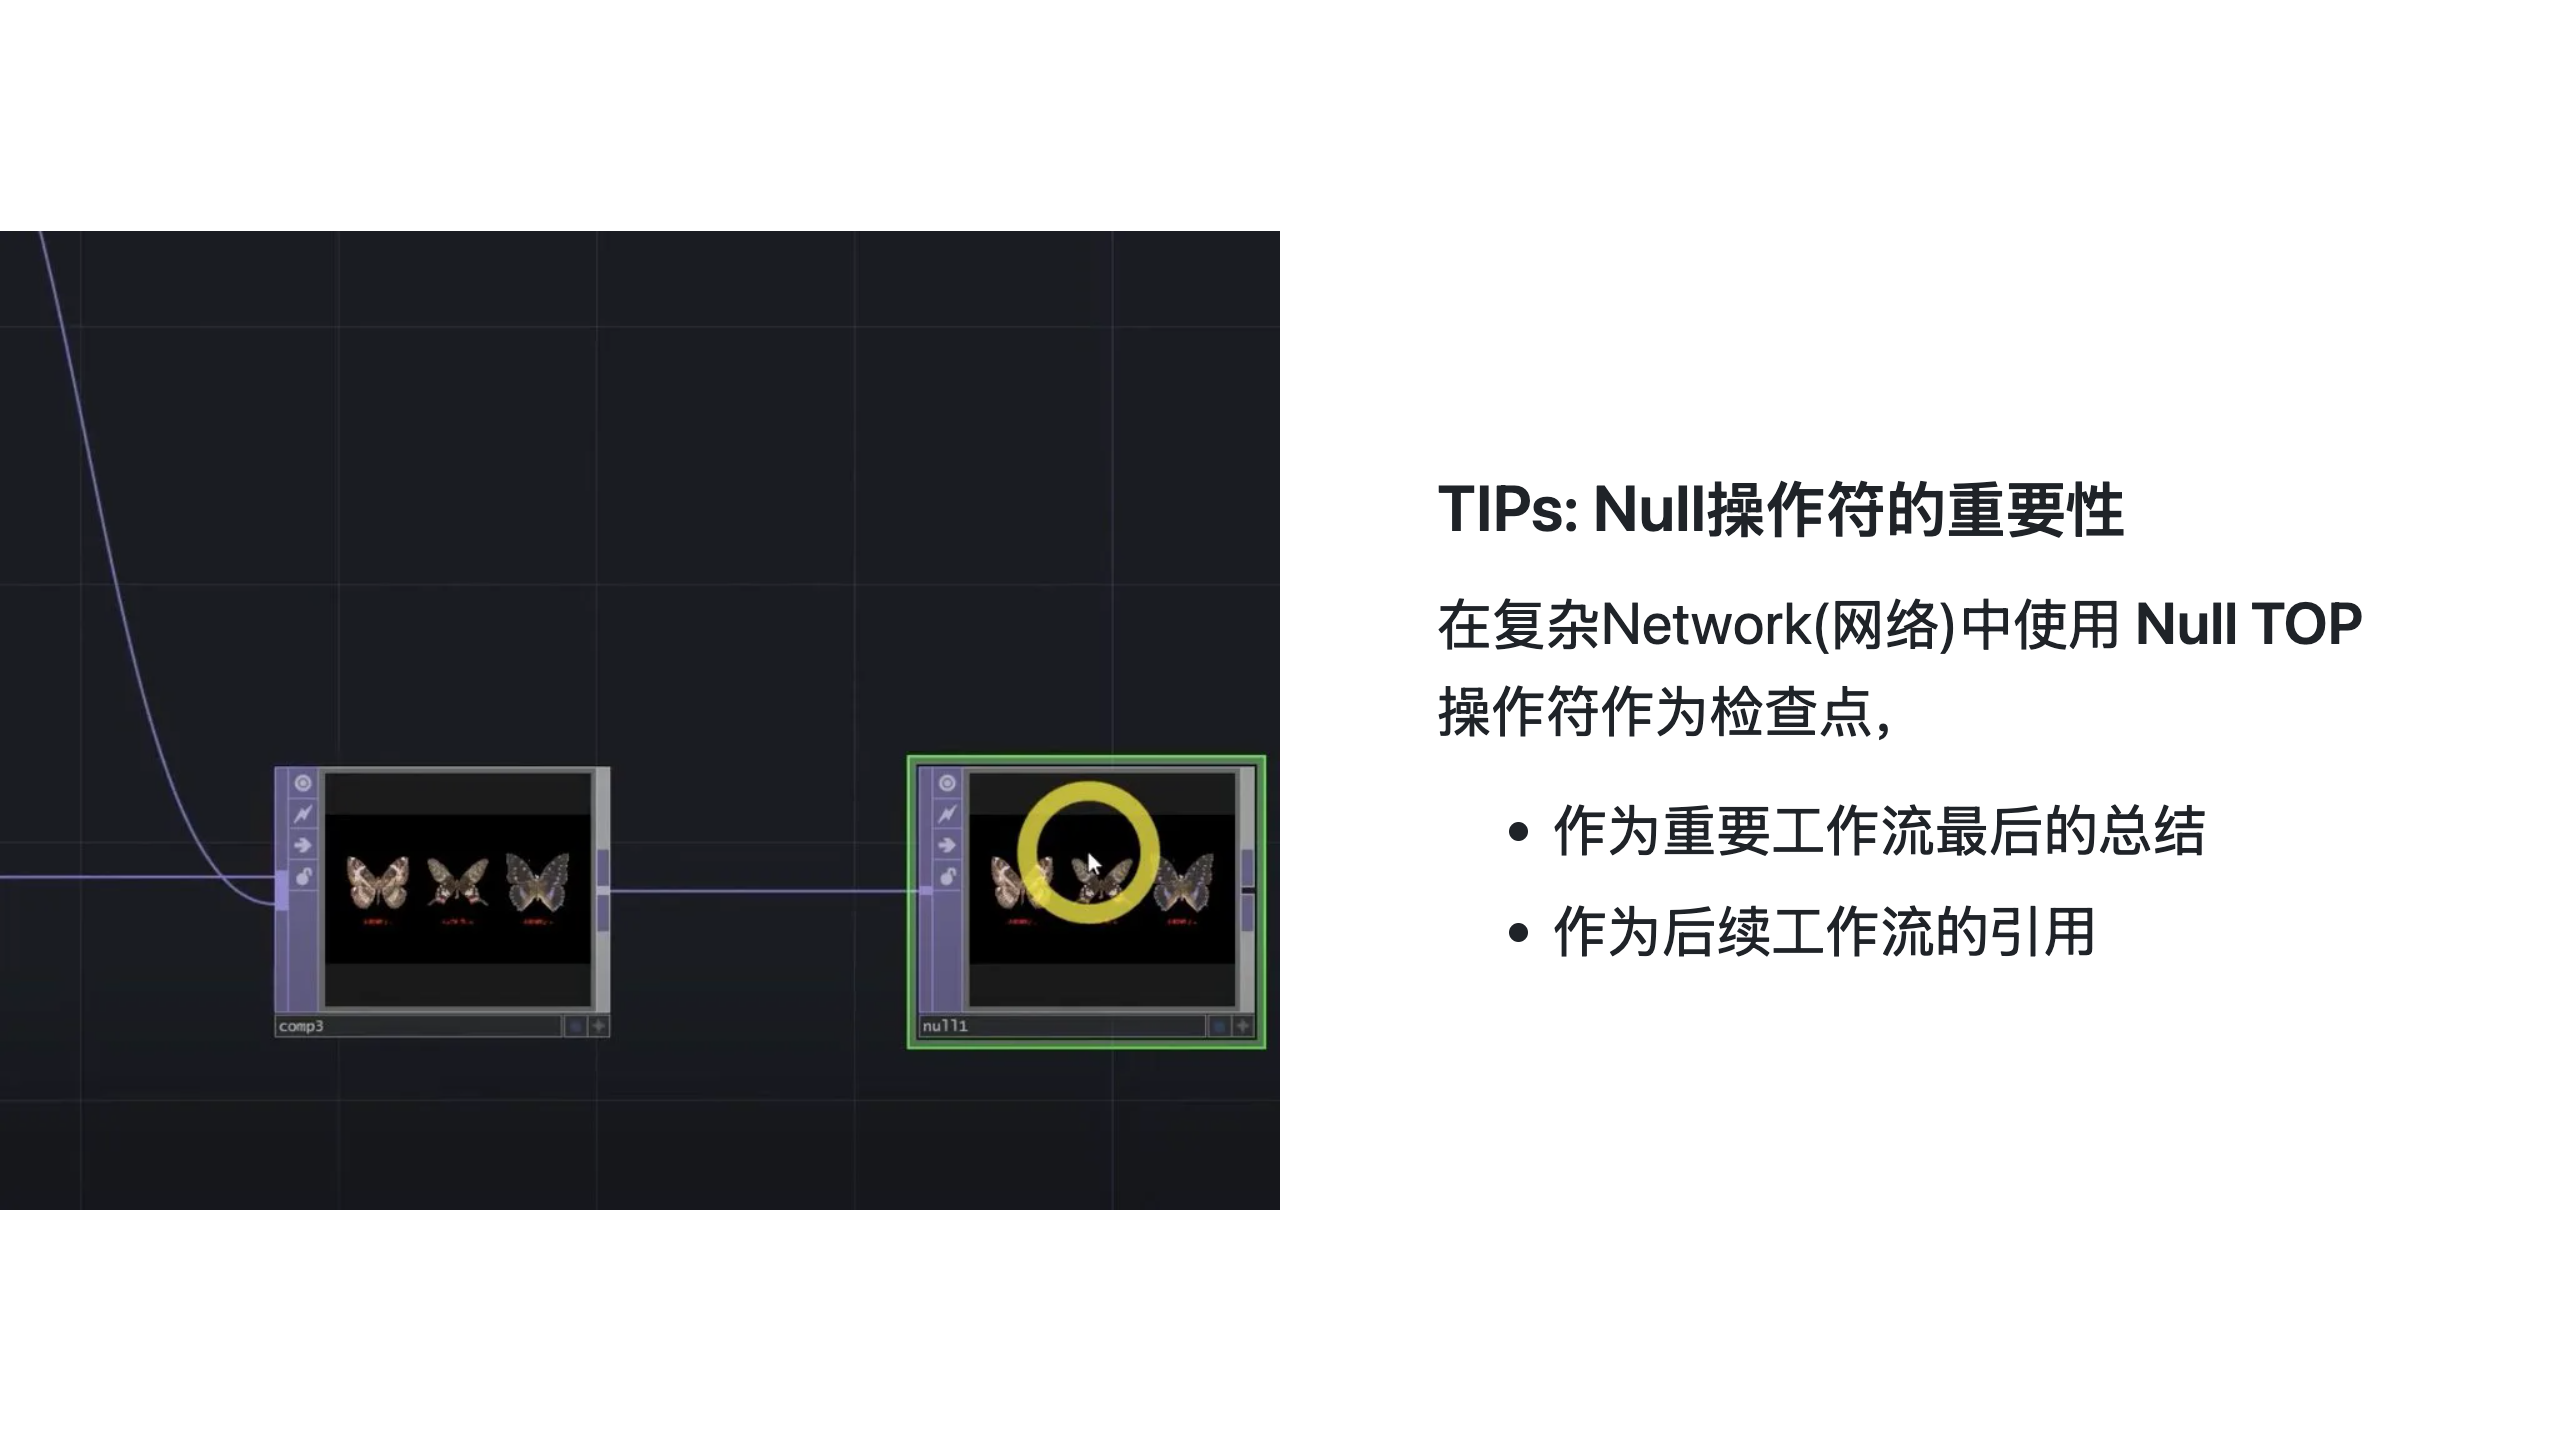 comp3
null1
TIPs: Null操作符的重要性
在复杂Network(网络)中使用 Null TOP
操作符作为检查点，
作为重要工作流最后的总结
作为后续工作流的引用